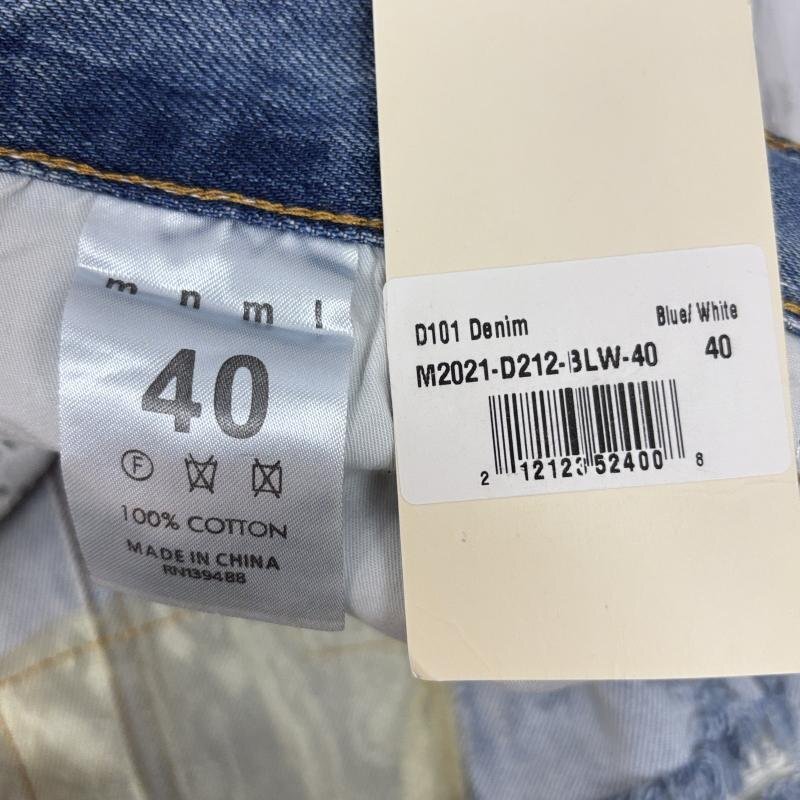 m n m l
40
F
100% COTTON
MADE IN CHINA
RN139488
D101 Denim Blue/ White
M2021-D212-BLW-40 40
2 12123 52400 8